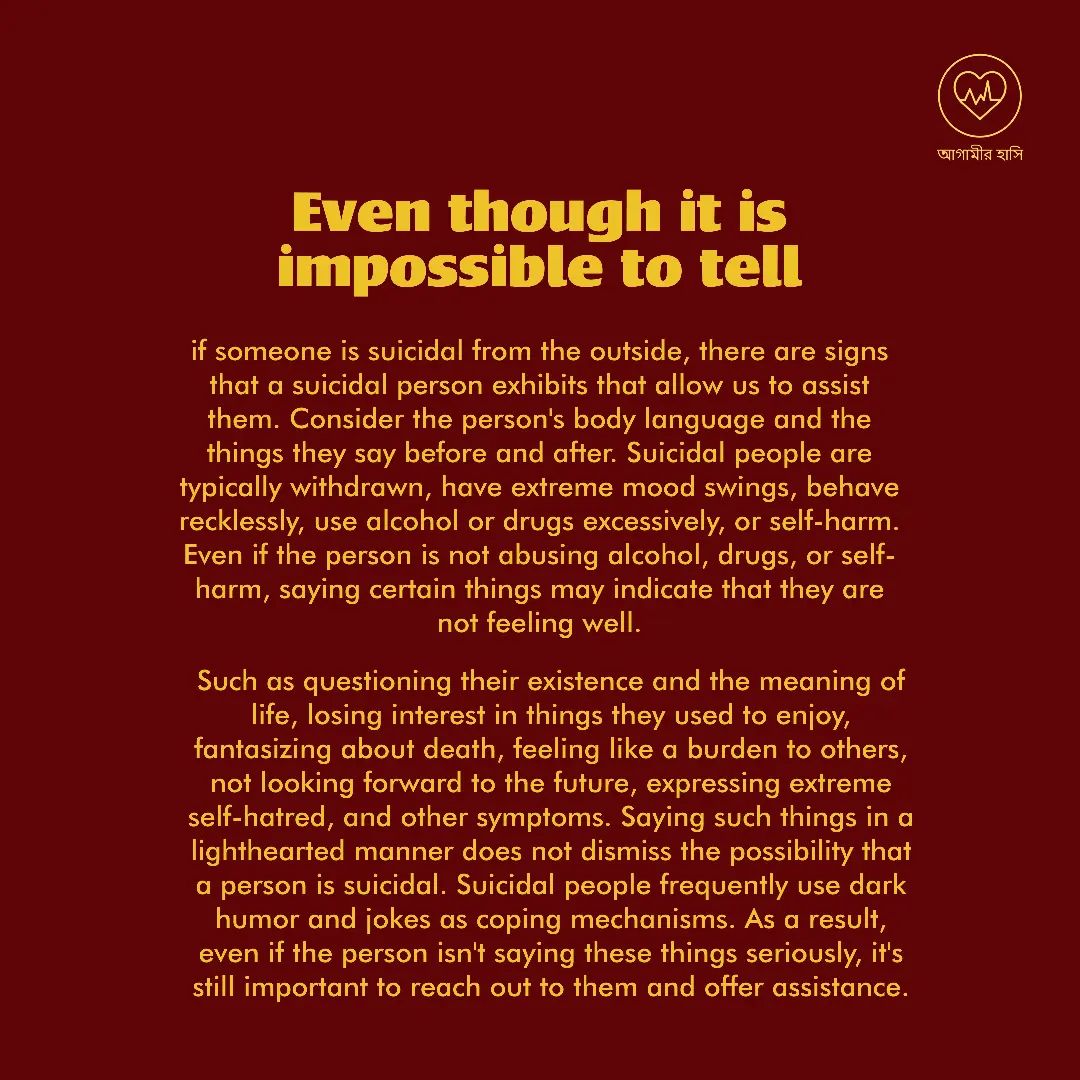 আগামীর হাসি
Even though it is
impossible to tell
if someone is suicidal from the outside, there are signs
that a suicidal person exhibits that allow us to assist
them. Consider the person's body language and the
things they say before and after. Suicidal people are
typically withdrawn, have extreme mood swings, behave
recklessly, use alcohol or drugs excessively, or self-harm.
Even if the person is not abusing alcohol, drugs, or self-
harm, saying certain things may indicate that they are
not feeling well.
Such as questioning their existence and the meaning of
life, losing interest in things they used to enjoy,
fantasizing about death, feeling like a burden to others,
not looking forward to the future, expressing extreme
self-hatred, and other symptoms. Saying such things in a
lighthearted manner does not dismiss the possibility that
a person is suicidal. Suicidal people frequently use dark
humor and jokes as coping mechanisms. As a result,
even if the person isn't saying these things seriously, it's
still important to reach out to them and offer assistance.